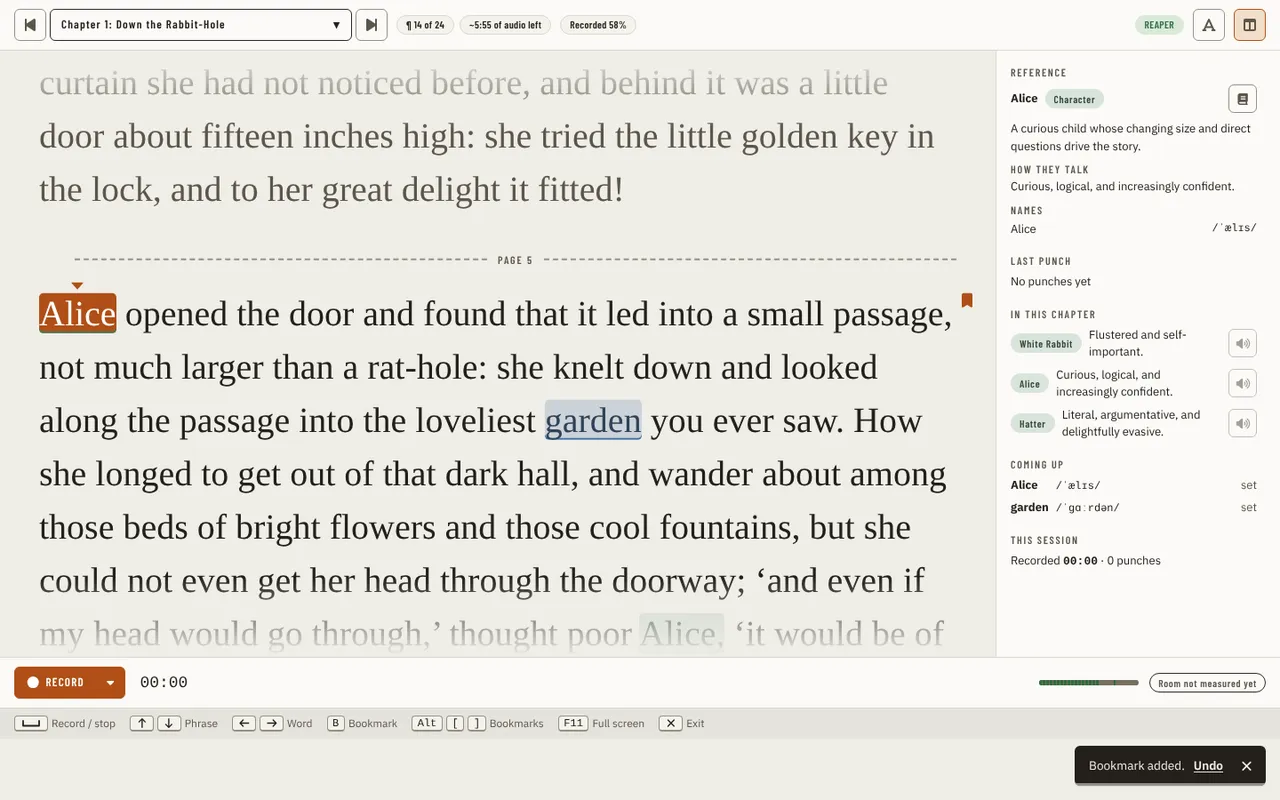 Chapter 1: Down the Rabbit-Hole
¶ 14 of 24
~5:55 of audio left
Recorded 58%
REAPER
A
curtain she had not noticed before, and behind it was a little
door about fifteen inches high: she tried the little golden key in
the lock, and to her great delight it fitted!
PAGE 5
Alice opened the door and found that it led into a small passage,
not much larger than a rat-hole: she knelt down and looked
along the passage into the loveliest garden you ever saw. How
she longed to get out of that dark hall, and wander about among
those beds of bright flowers and those cool fountains, but she
could not even get her head through the doorway; ‘and even if
my head would go through,’ thought poor Alice, ‘it would be of
REFERENCE
Alice Character
A curious child whose changing size and direct
questions drive the story.
HOW THEY TALK
Curious, logical, and increasingly confident.
NAMES
Alice /ˈælɪs/
LAST PUNCH
No punches yet
IN THIS CHAPTER
White Rabbit Flustered and self-
important.
Alice Curious, logical, and
increasingly confident.
Hatter Literal, argumentative, and
delightfully evasive.
COMING UP
Alice /ˈælɪs/ set
garden /ˈɡɑːrdən/ set
THIS SESSION
Recorded 00:00 · 0 punches
RECORD 00:00
Room not measured yet
Record / stop
↑ ↓ Phrase
← → Word
B Bookmark
Alt [ ] Bookmarks
F11 Full screen
✕ Exit
Bookmark added. Undo ✕